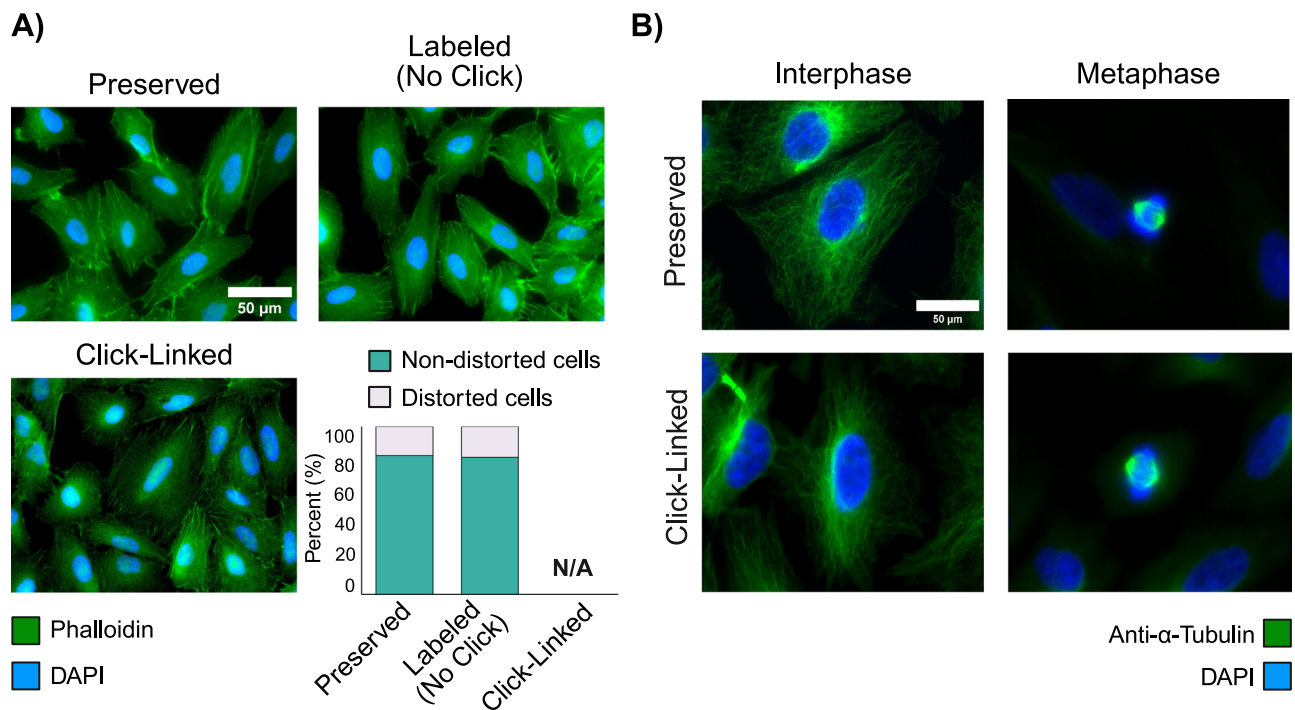 A)
Preserved
Labeled
(No Click)
50 μm
Click-Linked
Non-distorted cells
Distorted cells
Percent (%)
100
80
60
40
20
0
N/A
Preserved
Labeled
(No Click)
Click-Linked
Phalloidin
DAPI
B)
Interphase
Metaphase
Preserved
50 μm
Click-Linked
Anti-α-Tubulin
DAPI